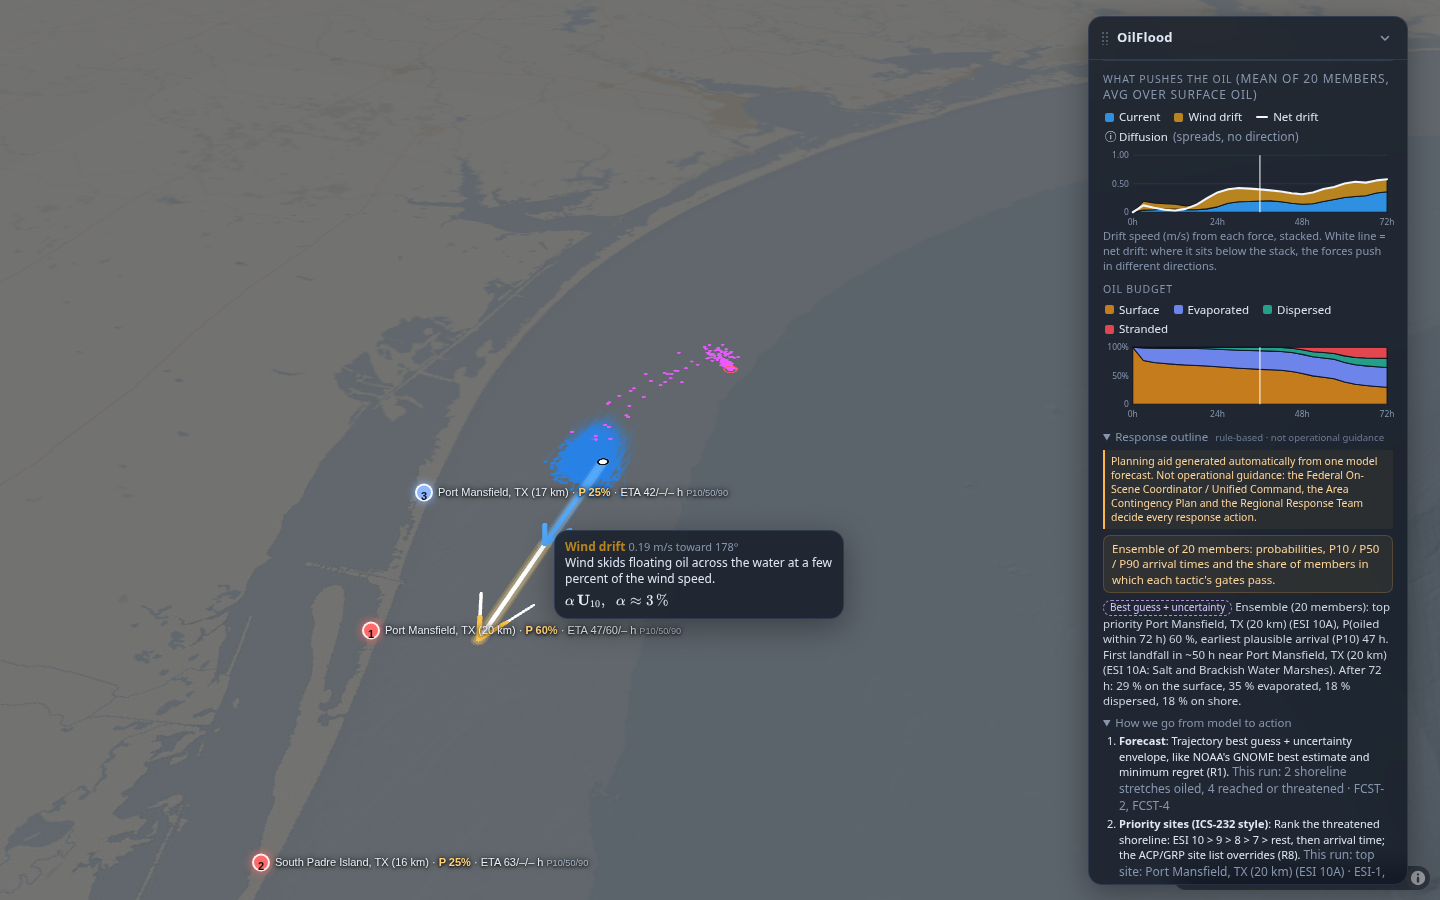 OilFlood
WHAT PUSHES THE OIL (MEAN OF 20 MEMBERS,
AVG OVER SURFACE OIL)
Current Wind drift Net drift
ⓘ Diffusion (spreads, no direction)
1.00
0.50
0
0h 24h 48h 72h
Drift speed (m/s) from each force, stacked. White line =
net drift: where it sits below the stack, the forces push
in different directions.
OIL BUDGET
Surface Evaporated Dispersed
Stranded
100%
50%
0
0h 24h 48h 72h
▼ Response outline rule-based · not operational guidance
Planning aid generated automatically from one model
forecast. Not operational guidance: the Federal On-
Scene Coordinator / Unified Command, the Area
Contingency Plan and the Regional Response Team
decide every response action.
Ensemble of 20 members: probabilities, P10 / P50
/ P90 arrival times and the share of members in
which each tactic's gates pass.
Best guess + uncertainty Ensemble (20 members): top
priority Port Mansfield, TX (20 km) (ESI 10A), P(oiled
within 72 h) 60 %, earliest plausible arrival (P10) 47 h.
First landfall in ~50 h near Port Mansfield, TX (20 km)
(ESI 10A: Salt and Brackish Water Marshes). After 72
h: 29 % on the surface, 35 % evaporated, 18 %
dispersed, 18 % on shore.
▼ How we go from model to action
1. Forecast: Trajectory best guess + uncertainty
envelope, like NOAA's GNOME best estimate and
minimum regret (R1). This run: 2 shoreline
stretches oiled, 4 reached or threatened · FCST-
2, FCST-4
2. Priority sites (ICS-232 style): Rank the threatened
shoreline: ESI 10 > 9 > 8 > 7 > rest, then arrival time;
the ACP/GRP site list overrides (R8). This run: top
site: Port Mansfield, TX (20 km) (ESI 10A) · ESI-1,
3 Port Mansfield, TX (17 km) · P 25% · ETA 42/–/– h P10/50/90
Wind drift 0.19 m/s toward 178°
Wind skids floating oil across the water at a few
percent of the wind speed.
α U₁₀, α ≈ 3 %
1 Port Mansfield, TX (20 km) · P 60% · ETA 47/60/– h P10/50/90
2 South Padre Island, TX (16 km) · P 25% · ETA 63/–/– h P10/50/90